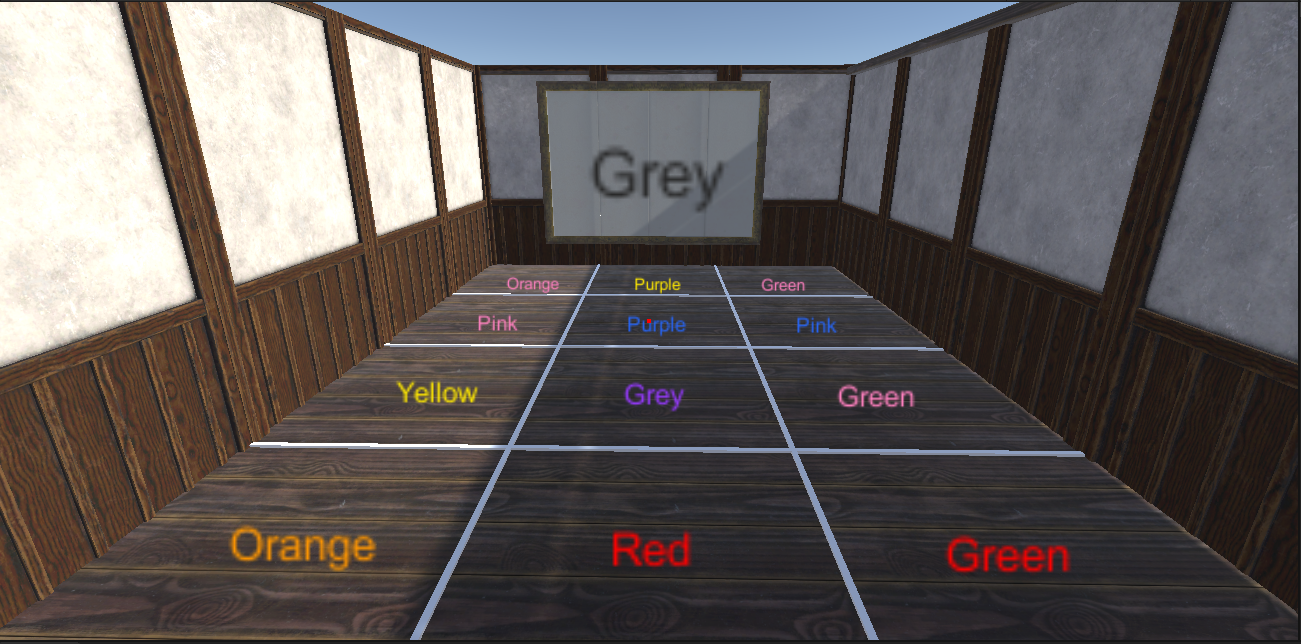 Grey
Orange Purple Green
Pink Purple Pink
Yellow Grey Green
Orange Red Green